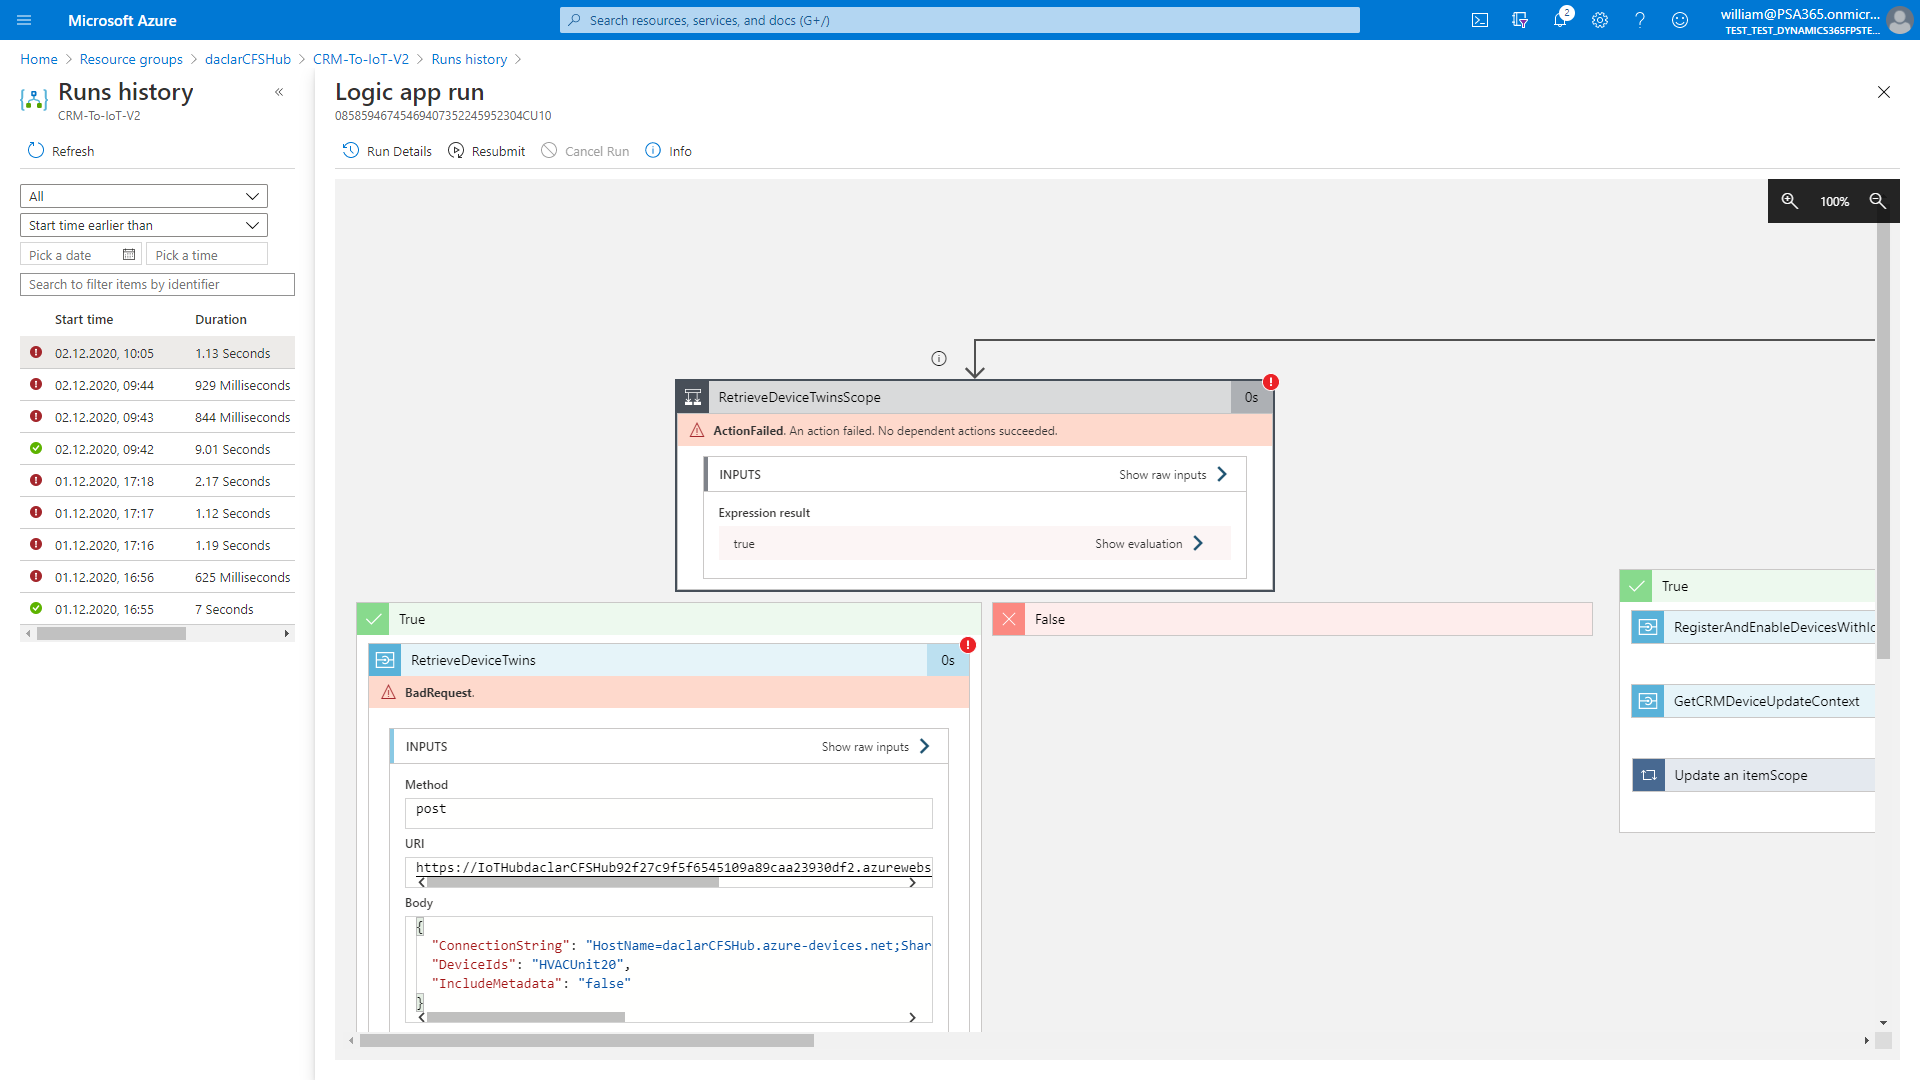 Microsoft Azure
Search resources, services, and docs (G+/)
2
william@PSA365.onmicr...
TEST_TEST_DYNAMICS365FPSTE...
Home > Resource groups > daclarCFSHub > CRM-To-IoT-V2 > Runs history >
Runs history
CRM-To-IoT-V2
Refresh
All
Start time earlier than
Pick a date
Pick a time
Search to filter items by identifier
Start time Duration
02.12.2020, 10:05 1.13 Seconds
02.12.2020, 09:44 929 Milliseconds
02.12.2020, 09:43 844 Milliseconds
02.12.2020, 09:42 9.01 Seconds
01.12.2020, 17:18 2.17 Seconds
01.12.2020, 17:17 1.12 Seconds
01.12.2020, 17:16 1.19 Seconds
01.12.2020, 16:56 625 Milliseconds
01.12.2020, 16:55 7 Seconds
Logic app run
08585946745469407352245952304CU10
Run Details Resubmit Cancel Run Info
100%
RetrieveDeviceTwinsScope 0s
ActionFailed. An action failed. No dependent actions succeeded.
INPUTS Show raw inputs
Expression result
true Show evaluation
True
RetrieveDeviceTwins 0s
BadRequest.
INPUTS Show raw inputs
Method
post
URI
https://IoTHubdaclarCFSHub92f27c9f5f6545109a89caa23930df2.azurewebs
Body
{
"ConnectionString": "HostName=daclarCFSHub.azure-devices.net;Shar
"DeviceIds": "HVACUnit20",
"IncludeMetadata": "false"
}
False
True
RegisterAndEnableDevicesWithIo
GetCRMDeviceUpdateContext
Update an itemScope